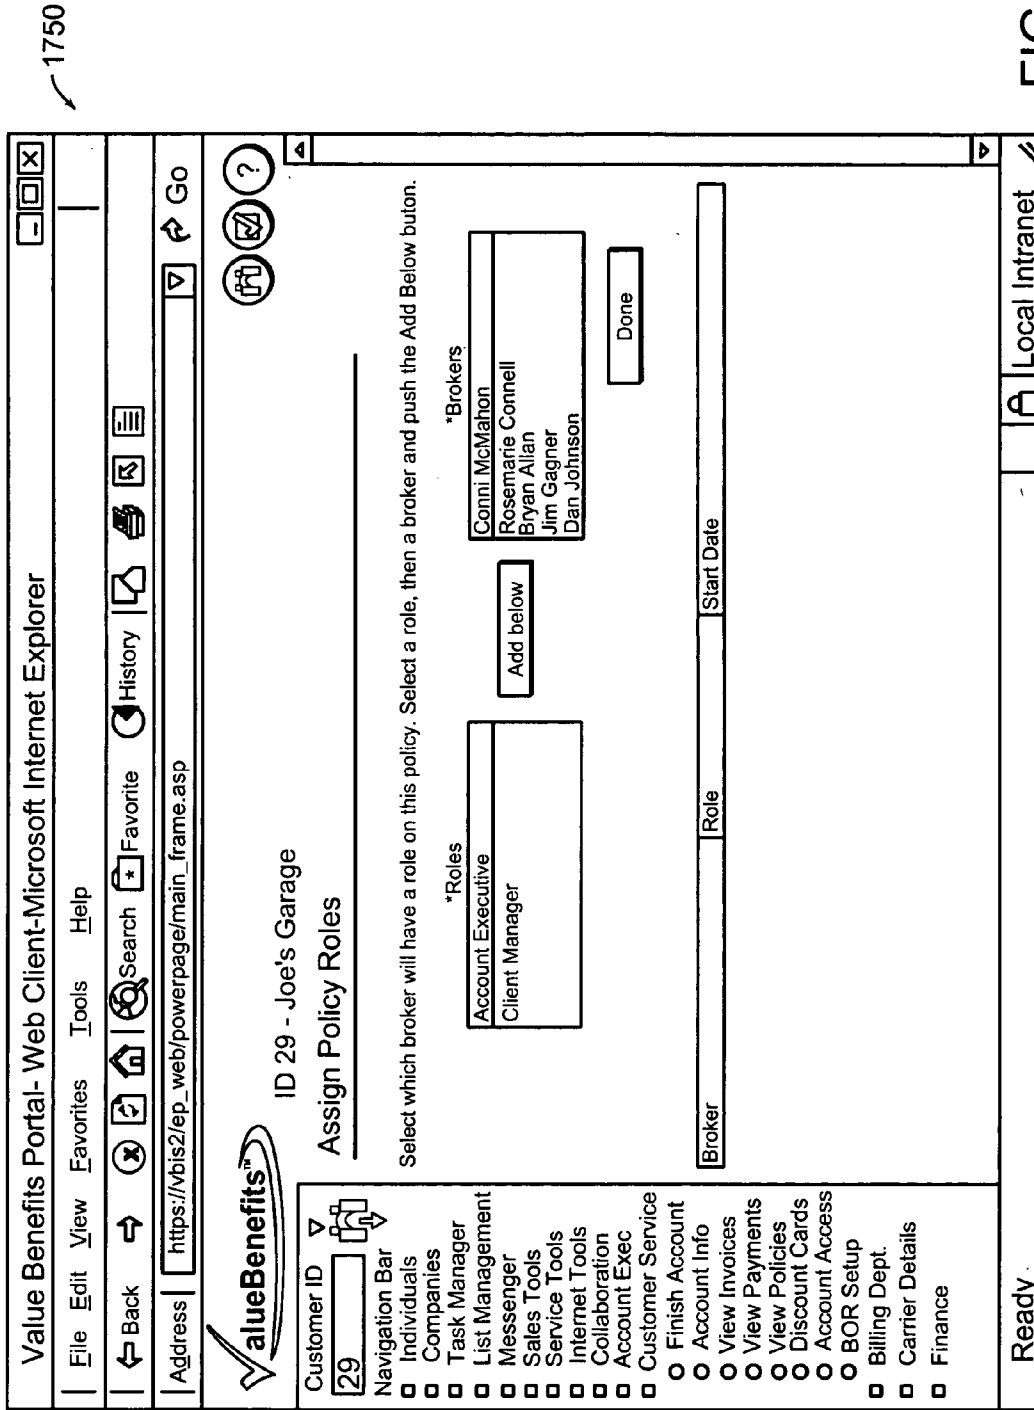 1750
Value Benefits Portal- Web Client-Microsoft Internet Explorer
File Edit View Favorites Tools Help
Back Search Favorite History
Address https://vbis2/ep_web/powerpage/main_frame.asp Go
alueBenefits™ ?
Customer ID
29
ID 29 - Joe's Garage
Assign Policy Roles
Select which broker will have a role on this policy. Select a role, then a broker and push the Add Below buton.
Navigation Bar
Individuals
Companies
Task Manager
List Management
Messenger
Sales Tools
Service Tools
Internet Tools
Collaboration
Account Exec
Customer Service
Finish Account
Account Info
View Invoices
View Payments
View Policies
Discount Cards
Account Access
BOR Setup
Billing Dept.
Carrier Details
Finance
*Roles
Account Executive
Client Manager
Add below
*Brokers
Conni McMahon
Rosemarie Connell
Bryan Allan
Jim Gagner
Dan Johnson
Done
Broker Role Start Date
Ready Local Intranet
FIG